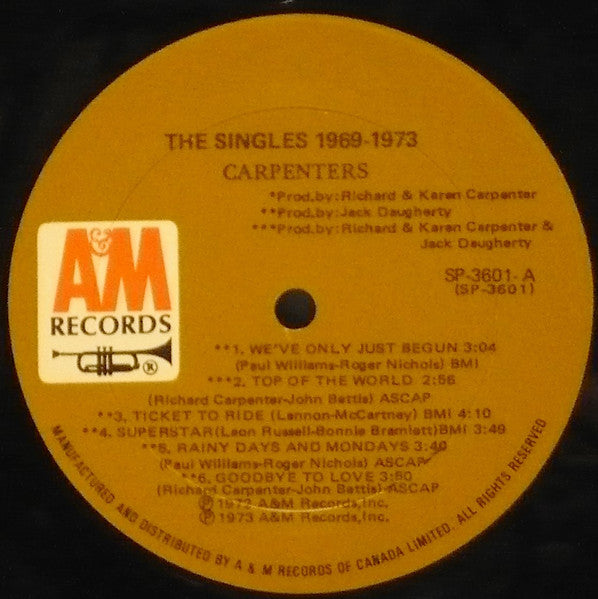 THE SINGLES 1969-1973
CARPENTERS
*Prod.by: Richard & Karen Carpenter
**Prod.by: Jack Daugherty
***Prod.by: Richard & Karen Carpenter &
Jack Daugherty
A&M
RECORDS
®
SP-3601-A
(SP-3601)
**1. WE'VE ONLY JUST BEGUN 3:04
(Paul Williams-Roger Nichols) BMI
*2. TOP OF THE WORLD 2:56
(Richard Carpenter-John Bettis) ASCAP
**3. TICKET TO RIDE (Lennon-McCartney) BMI 4:10
**4. SUPERSTAR (Leon Russell-Bonnie Bramlett) BMI 3:49
**5. RAINY DAYS AND MONDAYS 3:40
(Paul Williams-Roger Nichols) ASCAP
**6. GOODBYE TO LOVE 3:50
(Richard Carpenter-John Bettis) ASCAP
© 1973 A&M Records,Inc.
℗ 1973 A&M Records,Inc.
MANUFACTURED AND DISTRIBUTED BY A & M RECORDS OF CANADA LIMITED. ALL RIGHTS RESERVED